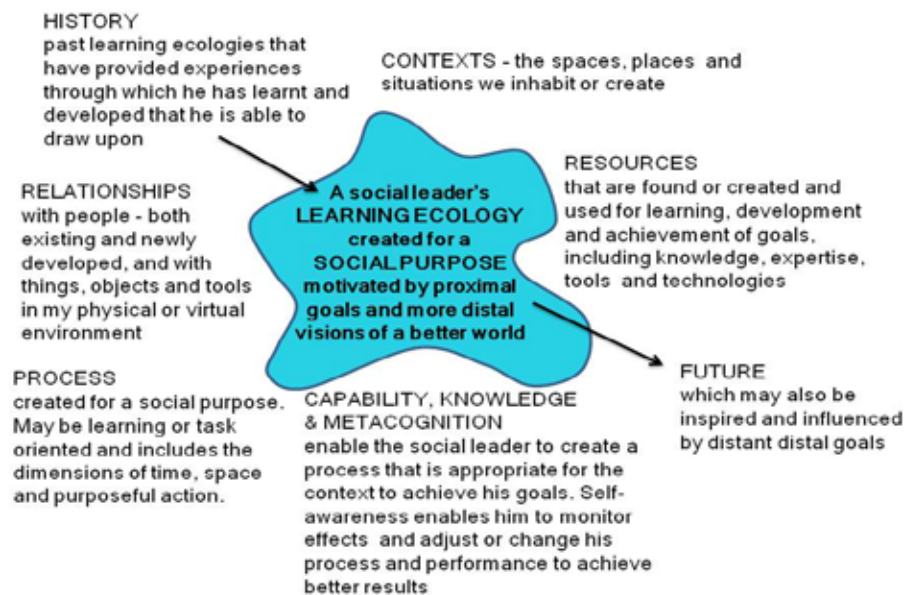 HISTORY
past learning ecologies that
have provided experiences
through which he has learnt and
developed that he is able to
draw upon
CONTEXTS - the spaces, places and
situations we inhabit or create
RELATIONSHIPS
with people - both
existing and newly
developed, and with
things, objects and tools
in my physical or virtual
environment
A social leader's
LEARNING ECOLOGY
created for a
SOCIAL PURPOSE
motivated by proximal
goals and more distal
visions of a better world
RESOURCES
that are found or created and
used for learning, development
and achievement of goals,
including knowledge, expertise,
tools and technologies
PROCESS
created for a social purpose.
May be learning or task
oriented and includes the
dimensions of time, space
and purposeful action.
CAPABILITY, KNOWLEDGE
& METACOGNITION
enable the social leader to create a
process that is appropriate for the
context to achieve his goals. Self-
awareness enables him to monitor
effects and adjust or change his
process and performance to achieve
better results
FUTURE
which may also be
inspired and influenced
by distant distal goals